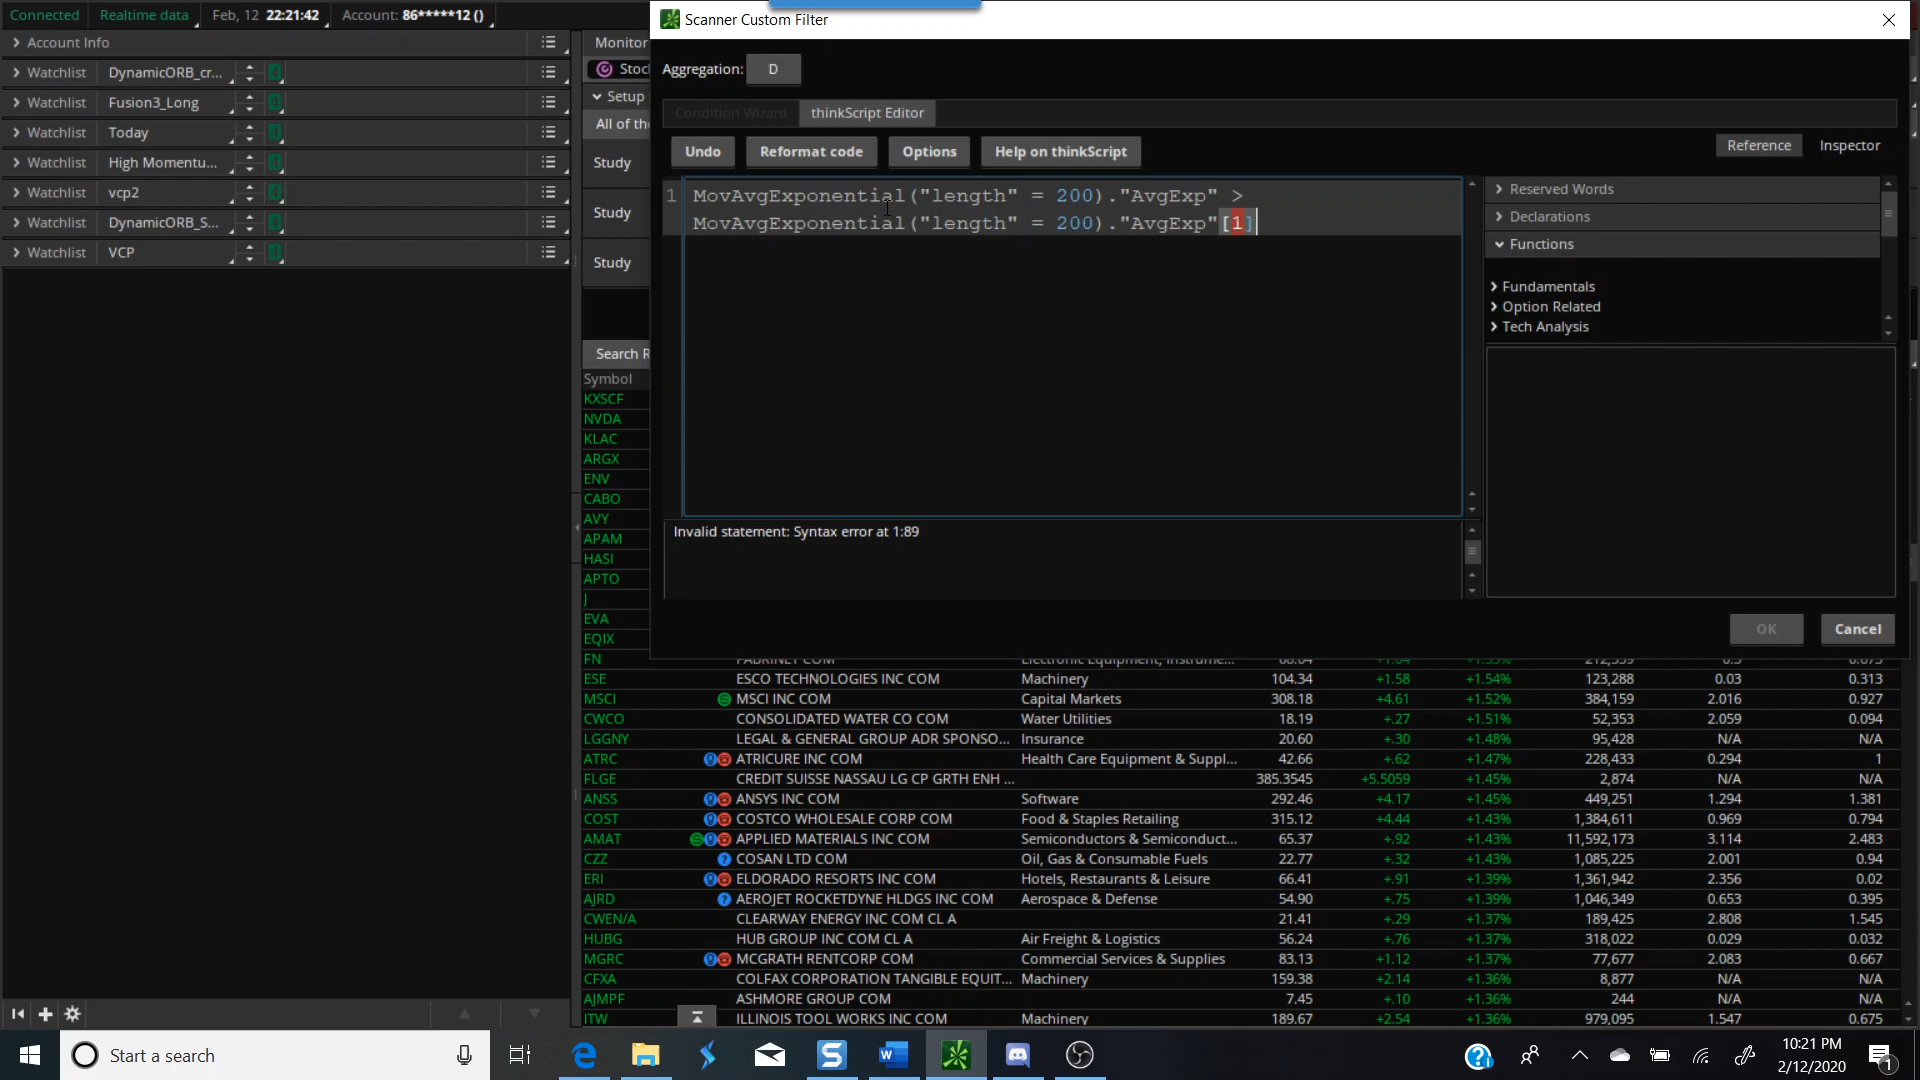 Connected Realtime data Feb, 12 22:21:42 Account: 86*****12 ()
Scanner Custom Filter
Account Info
Watchlist DynamicORB_cr...
Watchlist Fusion3_Long
Watchlist Today
Watchlist High Momentu...
Watchlist vcp2
Watchlist DynamicORB_S...
Watchlist VCP
Monitor
Stoc
Setup
All of the
Study
Study
Study
Aggregation: D
Condition Wizard thinkScript Editor
Undo Reformat code Options Help on thinkScript
Reference Inspector
1 MovAvgExponential("length" = 200)."AvgExp" >
MovAvgExponential("length" = 200)."AvgExp"[1]
Reserved Words
Declarations
Functions
Fundamentals
Option Related
Tech Analysis
Invalid statement: Syntax error at 1:89
OK Cancel
Search R
Symbol
KXSCF
NVDA
KLAC
ARGX
ENV
CABO
AVY
APAM
HASI
APTO
J
EVA
EQIX
FN FABRINET COM Electronic Equipment, Instrume...
ESE ESCO TECHNOLOGIES INC COM Machinery 104.34 +1.58 +1.54% 123,288 0.03 0.313
MSCI MSCI INC COM Capital Markets 308.18 +4.61 +1.52% 384,159 2.016 0.927
CWCO CONSOLIDATED WATER CO COM Water Utilities 18.19 +.27 +1.51% 52,353 2.059 0.094
LGGNY LEGAL & GENERAL GROUP ADR SPONSO... Insurance 20.60 +.30 +1.48% 95,428 N/A N/A
ATRC ATRICURE INC COM Health Care Equipment & Suppl... 42.66 +.62 +1.47% 228,433 0.294 1
FLGE CREDIT SUISSE NASSAU LG CP GRTH ENH ... 385.3545 +5.5059 +1.45% 2,874 N/A N/A
ANSS ANSYS INC COM Software 292.46 +4.17 +1.45% 449,251 1.294 1.381
COST COSTCO WHOLESALE CORP COM Food & Staples Retailing 315.12 +4.44 +1.43% 1,384,611 0.969 0.794
AMAT APPLIED MATERIALS INC COM Semiconductors & Semiconduct... 65.37 +.92 +1.43% 11,592,173 3.114 2.483
CZZ COSAN LTD COM Oil, Gas & Consumable Fuels 22.77 +.32 +1.43% 1,085,225 2.001 0.94
ERI ELDORADO RESORTS INC COM Hotels, Restaurants & Leisure 66.41 +.91 +1.39% 1,361,942 2.356 0.02
AJRD AEROJET ROCKETDYNE HLDGS INC COM Aerospace & Defense 54.90 +.75 +1.39% 1,046,349 0.653 0.395
CWEN/A CLEARWAY ENERGY INC COM CL A 21.41 +.29 +1.37% 189,425 2.808 1.545
HUBG HUB GROUP INC COM CL A Air Freight & Logistics 56.24 +.76 +1.37% 318,022 0.029 0.032
MGRC MCGRATH RENTCORP COM Commercial Services & Supplies 83.13 +1.12 +1.37% 77,677 2.083 0.667
CFXA COLFAX CORPORATION TANGIBLE EQUIT... Machinery 159.38 +2.14 +1.36% 8,877 N/A N/A
AJMPF ASHMORE GROUP COM 7.45 +.10 +1.36% 244 N/A N/A
ITW ILLINOIS TOOL WORKS INC COM Machinery 189.67 +2.54 +1.36% 979,095 1.547 0.675
Start a search
10:21 PM
2/12/2020
1